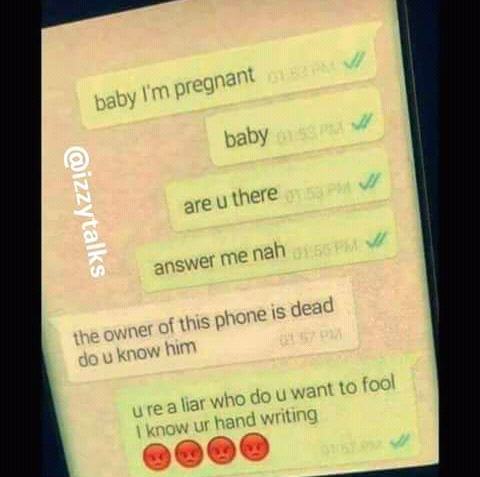 baby I'm pregnant 01:53 PM
baby 01:53 PM
are u there 01:53 PM
answer me nah 01:55 PM
the owner of this phone is dead
do u know him 01:57 PM
u re a liar who do u want to fool
I know ur hand writing
😡😡😡😡 01:57 PM
@izzytalks